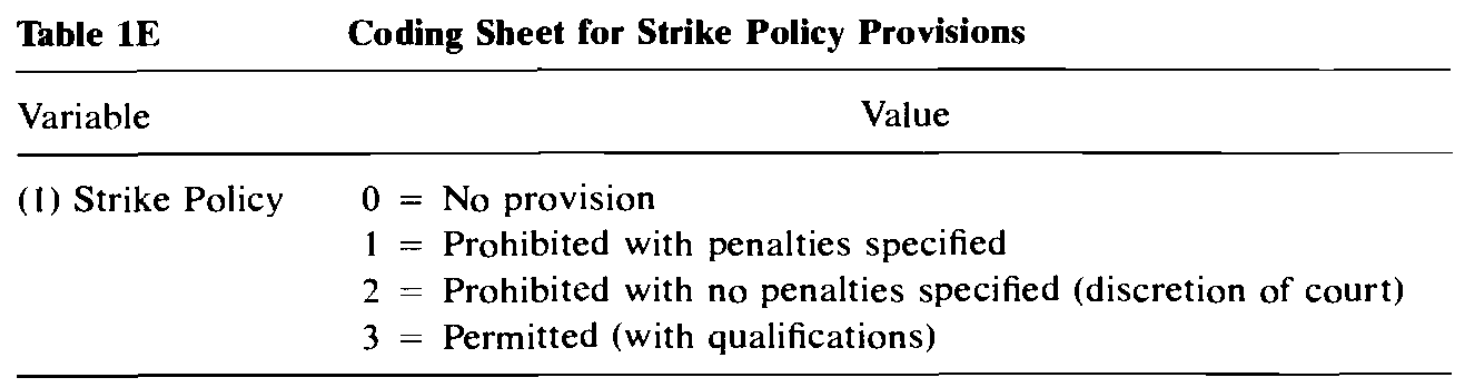 Table 1E Coding Sheet for Strike Policy Provisions
Variable Value
(1) Strike Policy 0 = No provision
1 = Prohibited with penalties specified
2 = Prohibited with no penalties specified (discretion of court)
3 = Permitted (with qualifications)